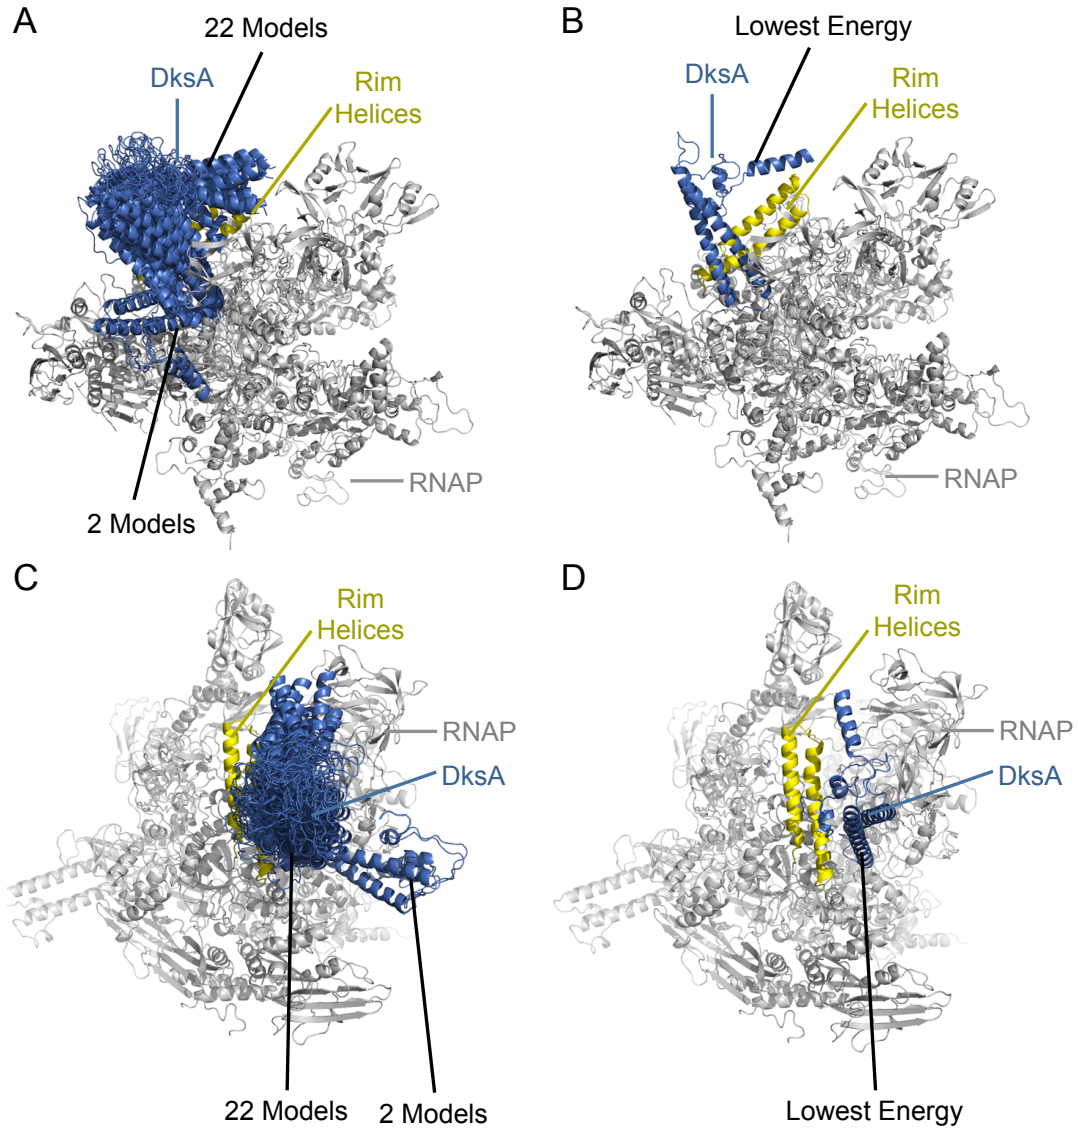 A
22 Models
DksA
Rim
Helices
RNAP
2 Models
B
Lowest Energy
DksA
Rim
Helices
RNAP
C
Rim
Helices
RNAP
DksA
22 Models
2 Models
D
Rim
Helices
RNAP
DksA
Lowest Energy